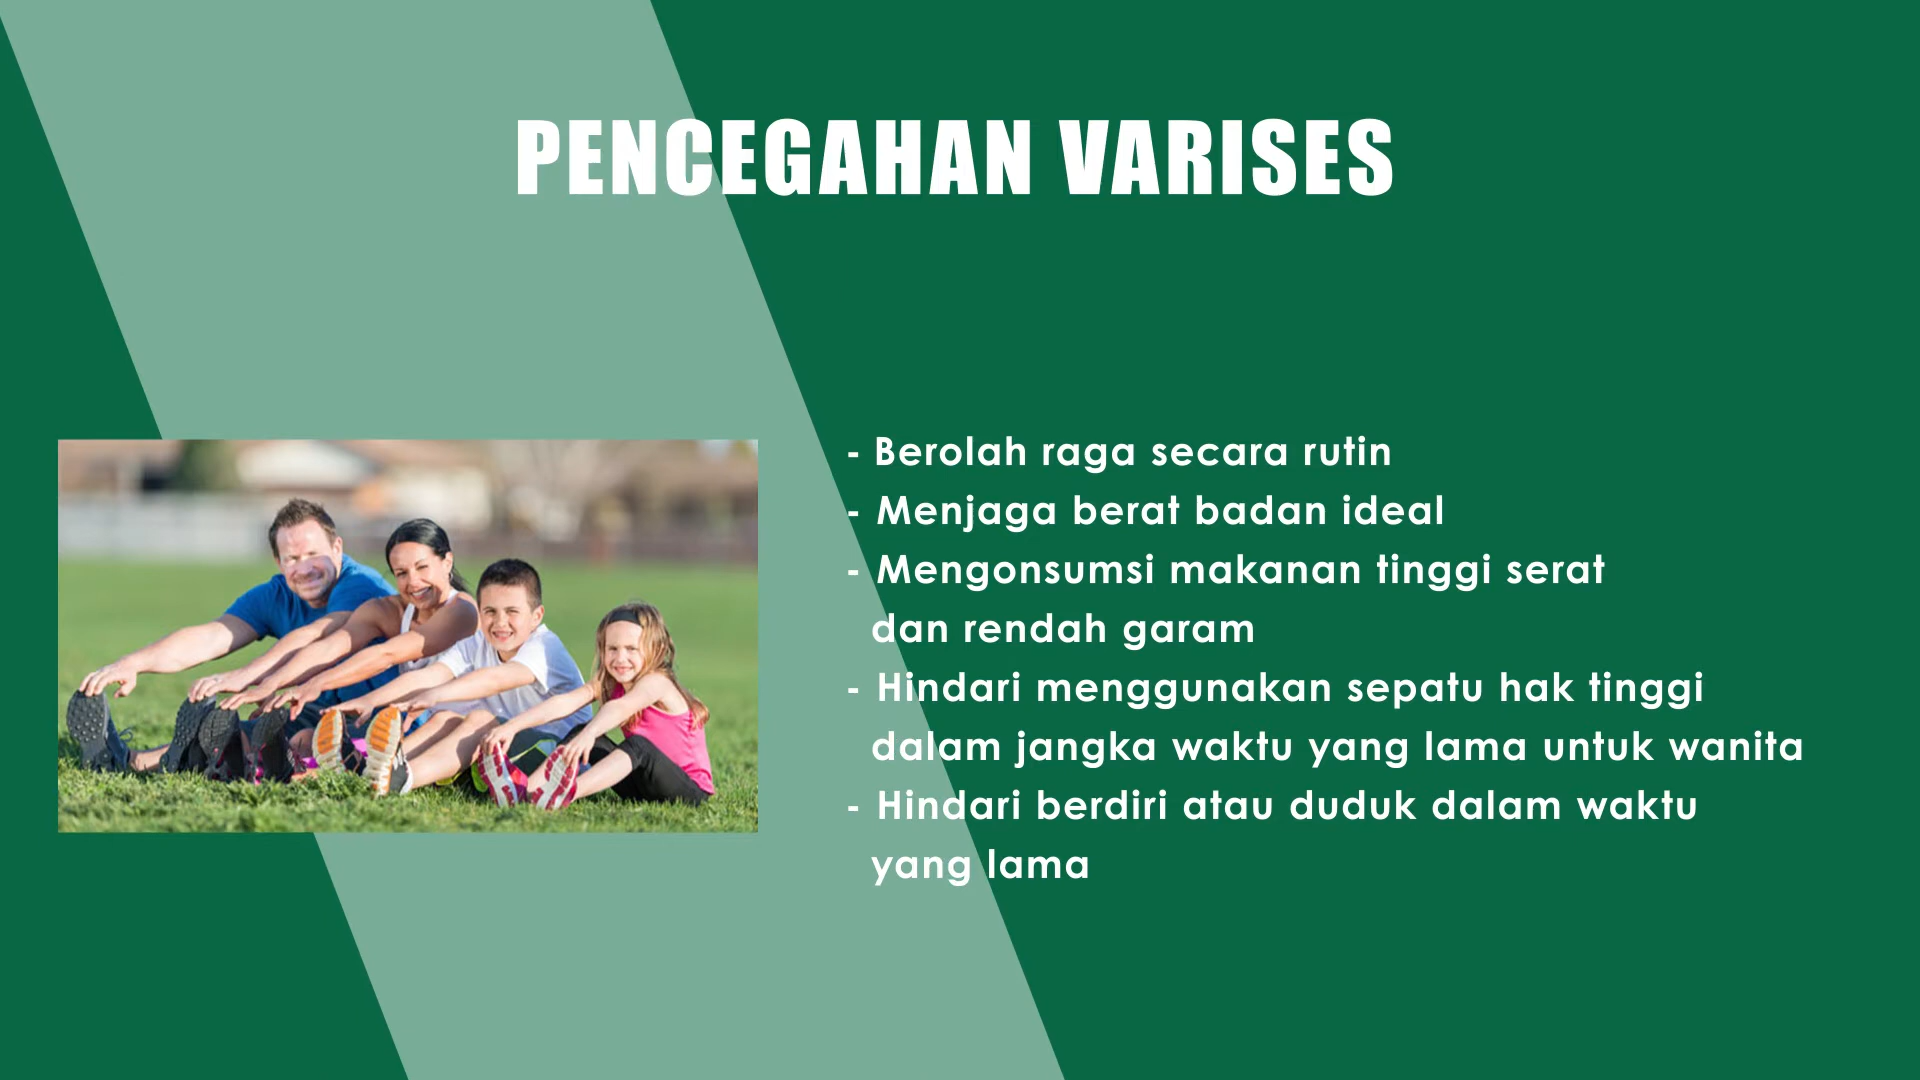 PENCEGAHAN VARISES
- Berolah raga secara rutin
- Menjaga berat badan ideal
- Mengonsumsi makanan tinggi serat
dan rendah garam
- Hindari menggunakan sepatu hak tinggi
dalam jangka waktu yang lama untuk wanita
- Hindari berdiri atau duduk dalam waktu
yang lama